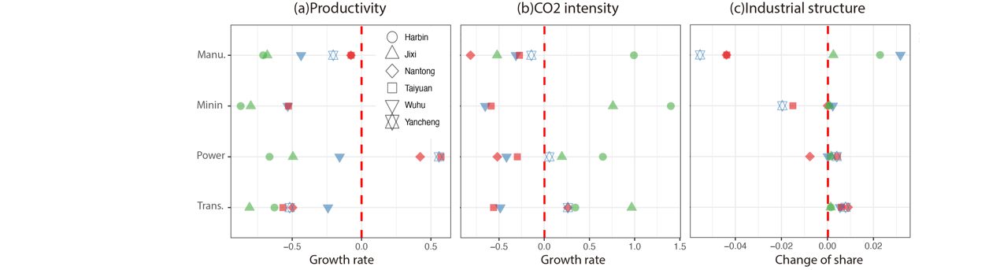 (a)Productivity
(b)CO2 intensity
(c)Industrial structure
Harbin
Jixi
Nantong
Taiyuan
Wuhu
Yancheng
Manu.
Minin
Power
Trans.
−0.5 0.0 0.5
−0.5 0.0 0.5 1.0 1.5
−0.04 −0.02 0.00 0.02
Growth rate
Growth rate
Change of share